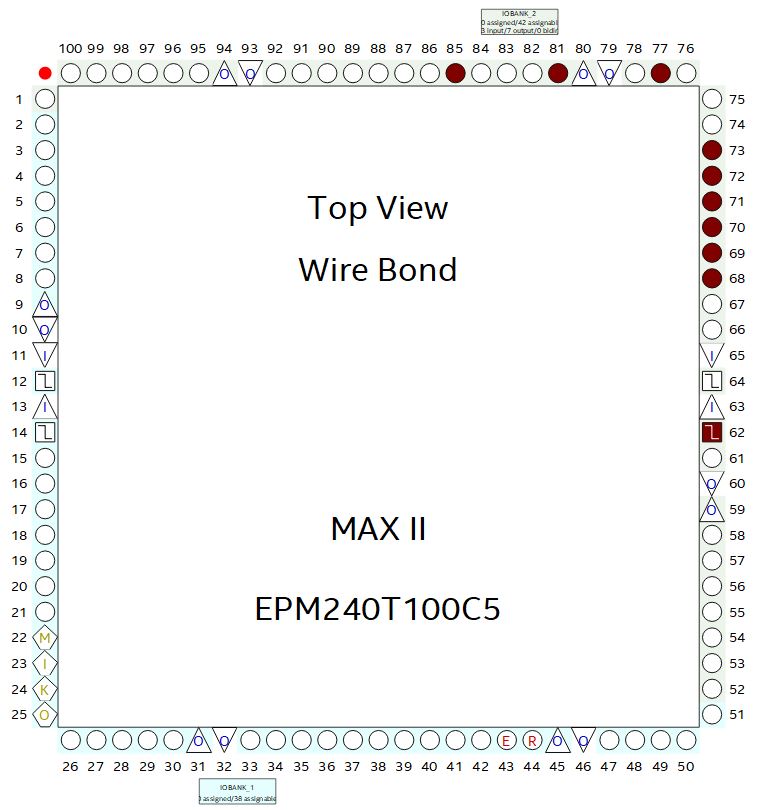 IOBANK_2
0 assigned/42 assignabl
3 input/7 output/0 bidir
100 99 98 97 96 95 94 93 92 91 90 89 88 87 86 85 84 83 82 81 80 79 78 77 76
O O O O
1 75
2 74
3 73
4 72
5 71
6 70
7 69
8 68
9 O 67
10 O 66
11 I I 65
12 64
13 I I 63
14 62
15 61
16 O 60
17 O 59
18 58
19 57
20 56
21 55
22 M 54
23 I 53
24 K 52
25 O 51
Top View
Wire Bond
MAX II
EPM240T100C5
O O E R O O
26 27 28 29 30 31 32 33 34 35 36 37 38 39 40 41 42 43 44 45 46 47 48 49 50
IOBANK_1
assigned/38 assignable